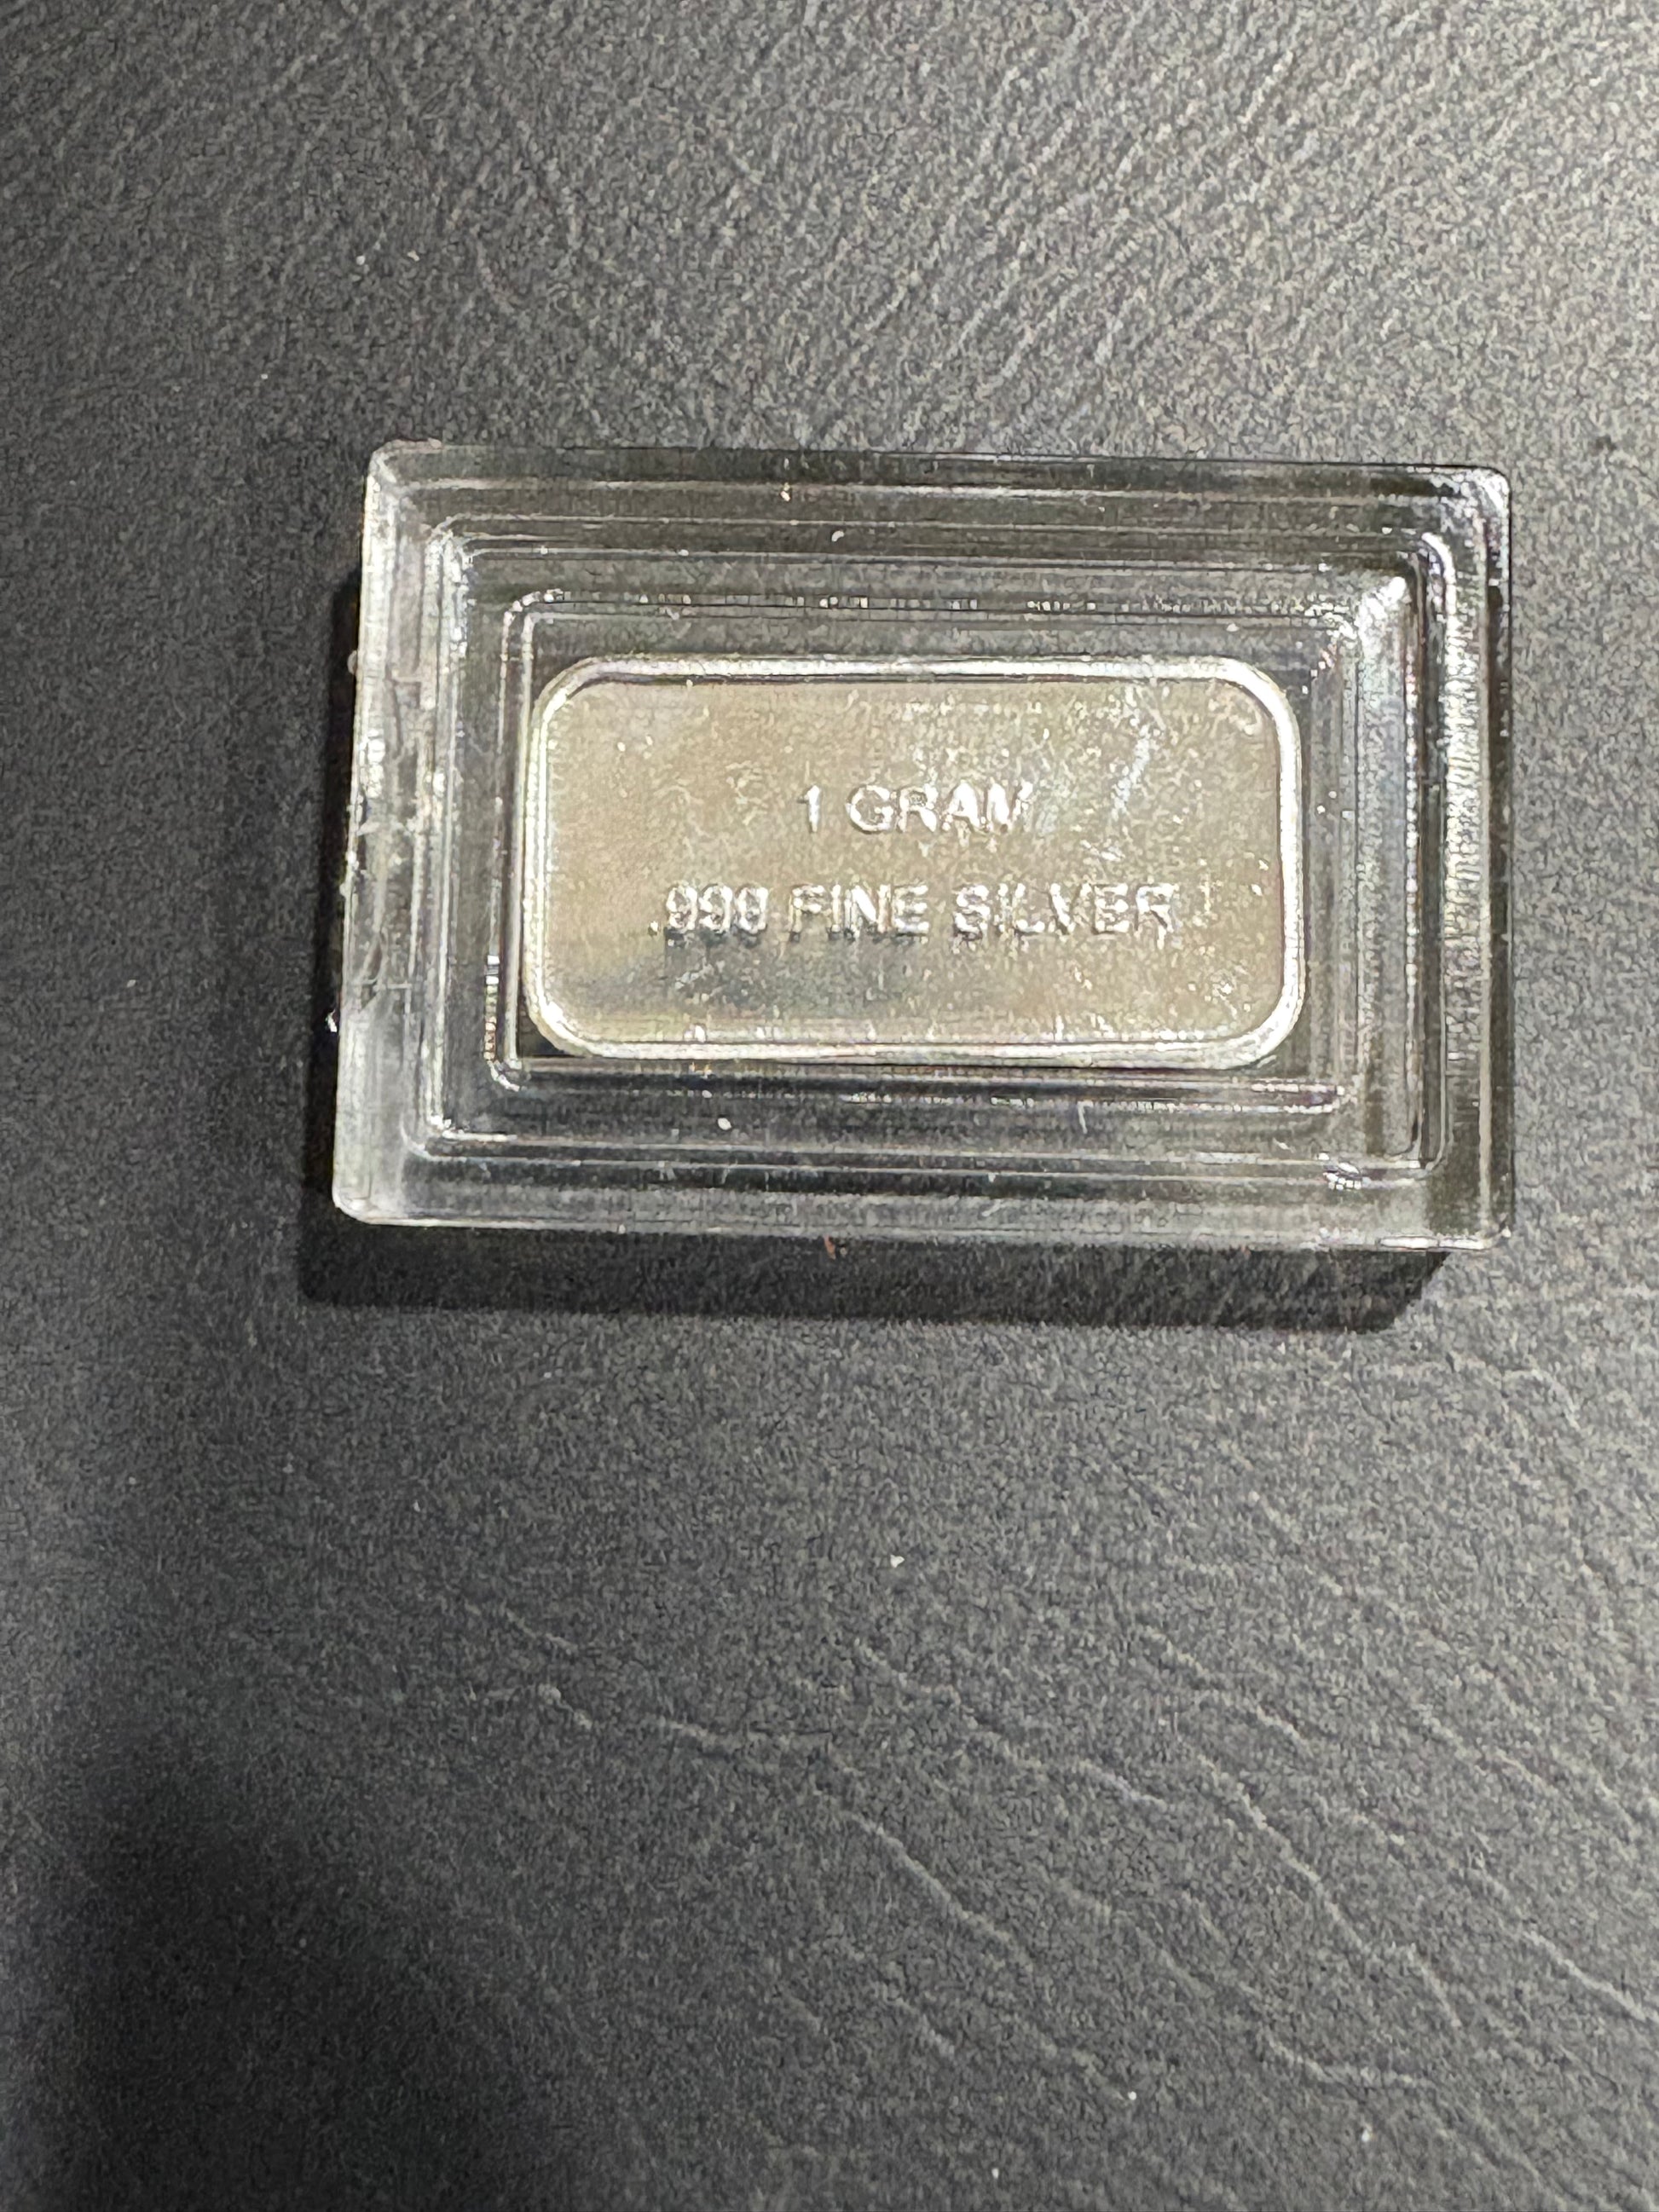 1 GRAM
.999 FINE SILVER